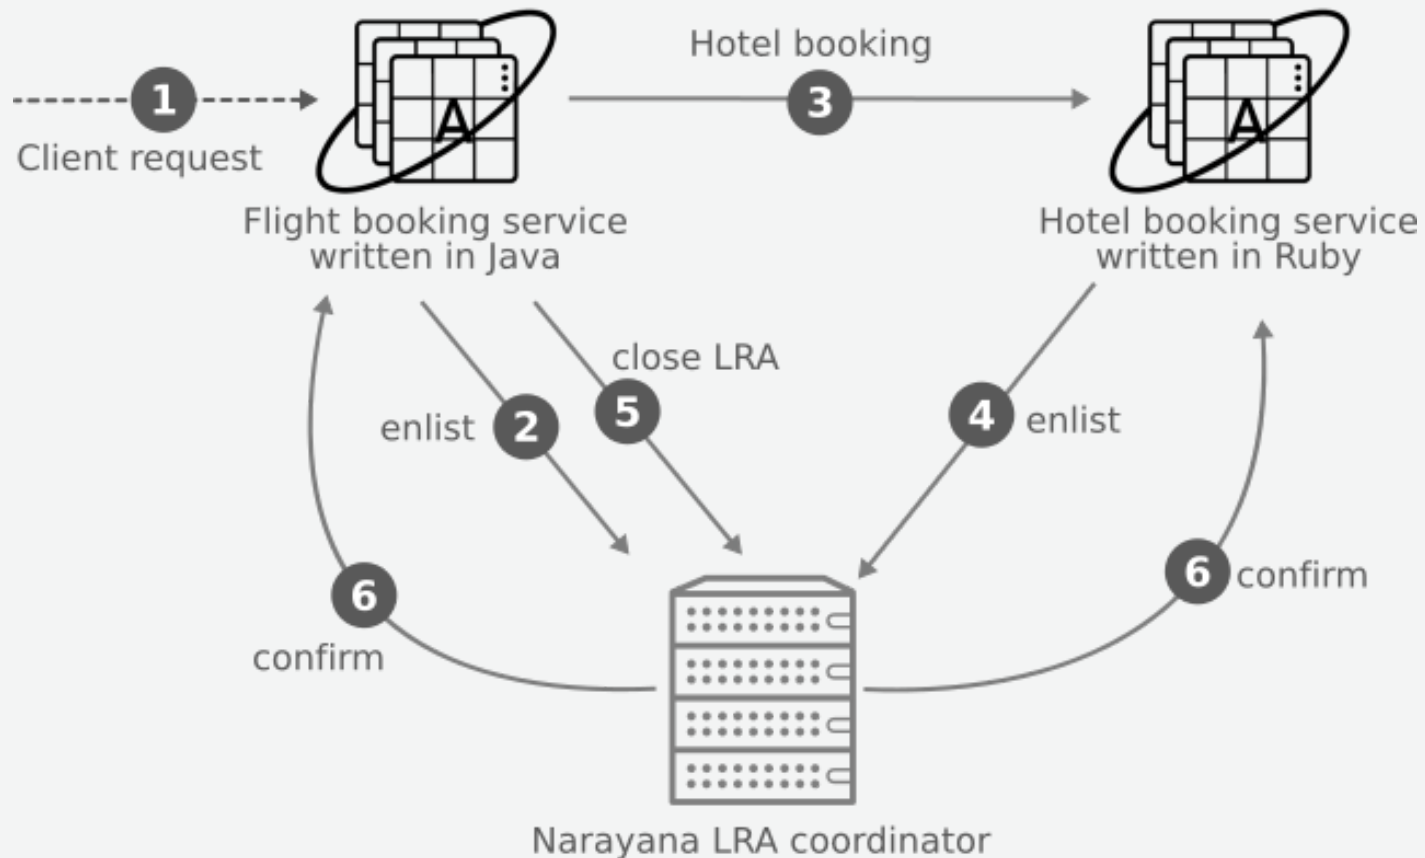 Hotel booking
1
3
A
A
Client request
Flight booking service
written in Java
Hotel booking service
written in Ruby
close LRA
enlist
2
5
4
enlist
6
confirm
6
confirm
Narayana LRA coordinator